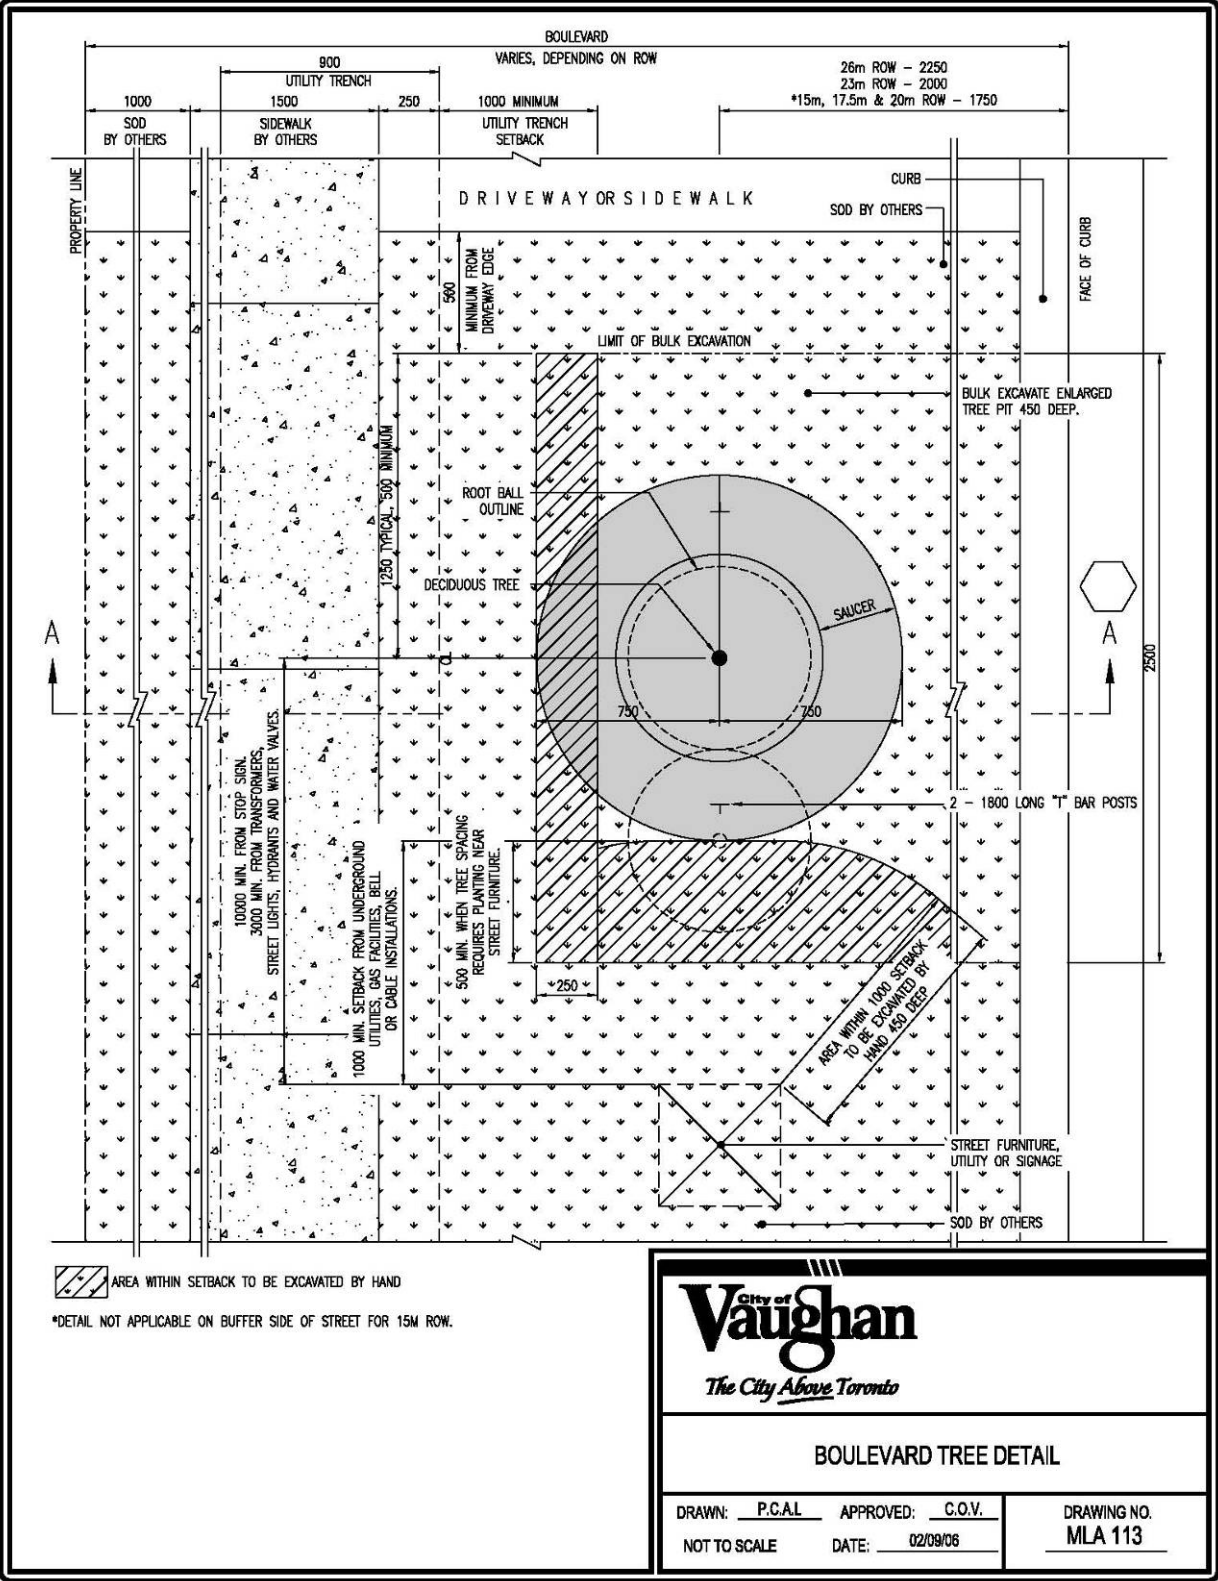 BOULEVARD
VARIES, DEPENDING ON ROW
900
UTILITY TRENCH
26m ROW - 2250
23m ROW - 2000
*15m, 17.5m & 20m ROW - 1750
1000
SOD
BY OTHERS
1500
SIDEWALK
BY OTHERS
250
1000 MINIMUM
UTILITY TRENCH
SETBACK
PROPERTY LINE
DRIVEWAY OR SIDEWALK
CURB
SOD BY OTHERS
FACE OF CURB
500
MINIMUM FROM
DRIVEWAY EDGE
LIMIT OF BULK EXCAVATION
BULK EXCAVATE ENLARGED
TREE PIT 450 DEEP.
1250 TYPICAL, 500 MINIMUM
ROOT BALL
OUTLINE
DECIDUOUS TREE
SAUCER
A
A
CL
2500
750
750
2 - 1800 LONG "T" BAR POSTS
10000 MIN. FROM STOP SIGN.
3000 MIN. FROM TRANSFORMERS,
STREET LIGHTS, HYDRANTS AND WATER VALVES.
1000 MIN. SETBACK FROM UNDERGROUND
UTILITIES, GAS FACILITIES, BELL
OR CABLE INSTALLATIONS.
500 MIN. WHEN TREE SPACING
REQUIRES PLANTING NEAR
STREET FURNITURE.
250
AREA WITHIN 1000 SETBACK
TO BE EXCAVATED BY
HAND 450 DEEP
STREET FURNITURE,
UTILITY OR SIGNAGE
SOD BY OTHERS
AREA WITHIN SETBACK TO BE EXCAVATED BY HAND
*DETAIL NOT APPLICABLE ON BUFFER SIDE OF STREET FOR 15M ROW.
City of
Vaughan
The City Above Toronto
BOULEVARD TREE DETAIL
DRAWN: P.C.A.L APPROVED: C.O.V.
NOT TO SCALE DATE: 02/09/06
DRAWING NO.
MLA 113